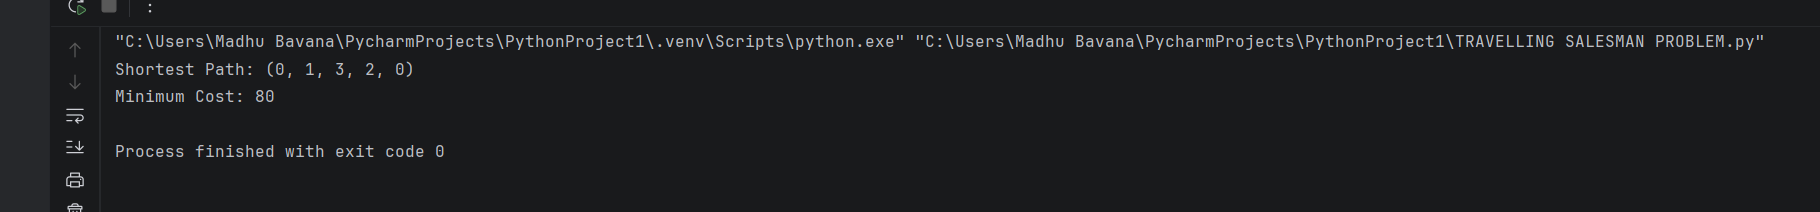 :
"C:\Users\Madhu Bavana\PycharmProjects\PythonProject1\.venv\Scripts\python.exe" "C:\Users\Madhu Bavana\PycharmProjects\PythonProject1\TRAVELLING SALESMAN PROBLEM.py"
Shortest Path: (0, 1, 3, 2, 0)
Minimum Cost: 80
Process finished with exit code 0